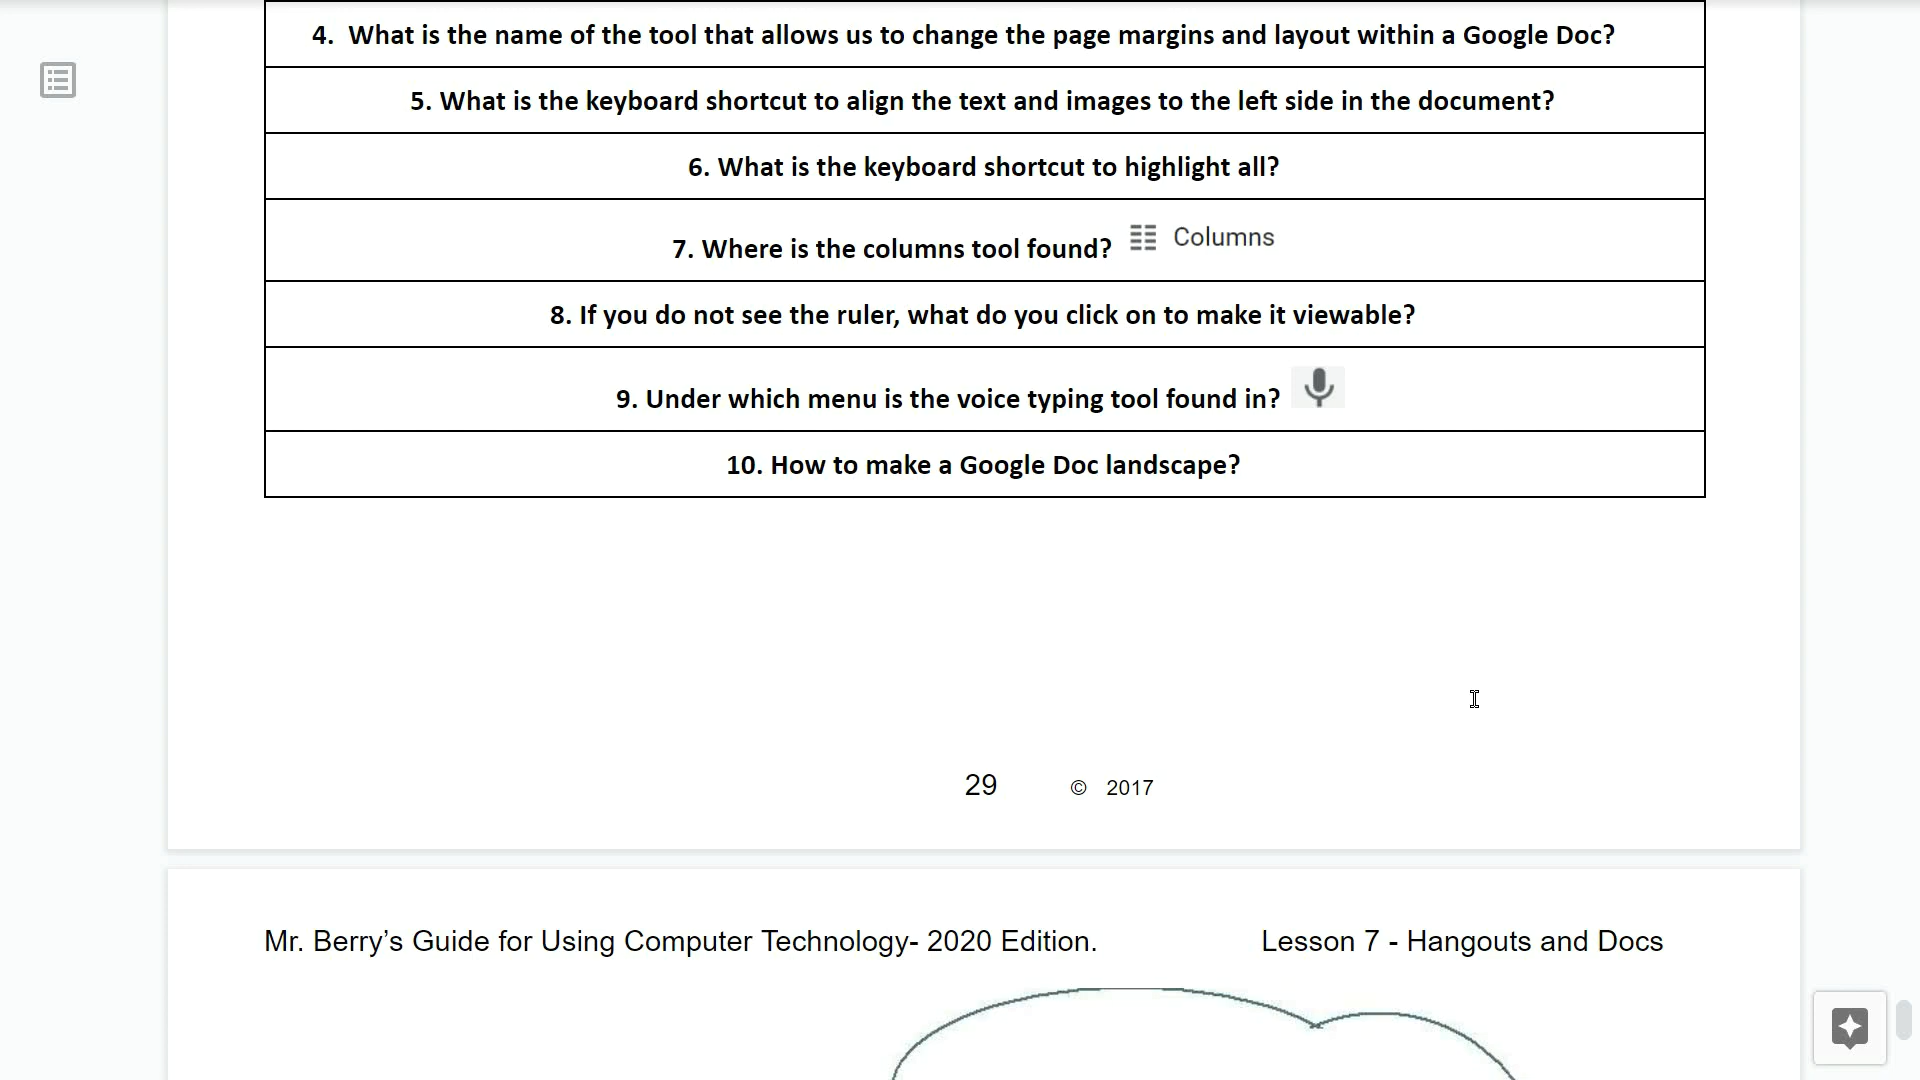 4. What is the name of the tool that allows us to change the page margins and layout within a Google Doc?
5. What is the keyboard shortcut to align the text and images to the left side in the document?
6. What is the keyboard shortcut to highlight all?
7. Where is the columns tool found? Columns
8. If you do not see the ruler, what do you click on to make it viewable?
9. Under which menu is the voice typing tool found in?
10. How to make a Google Doc landscape?
29 © 2017
Mr. Berry’s Guide for Using Computer Technology- 2020 Edition. Lesson 7 - Hangouts and Docs